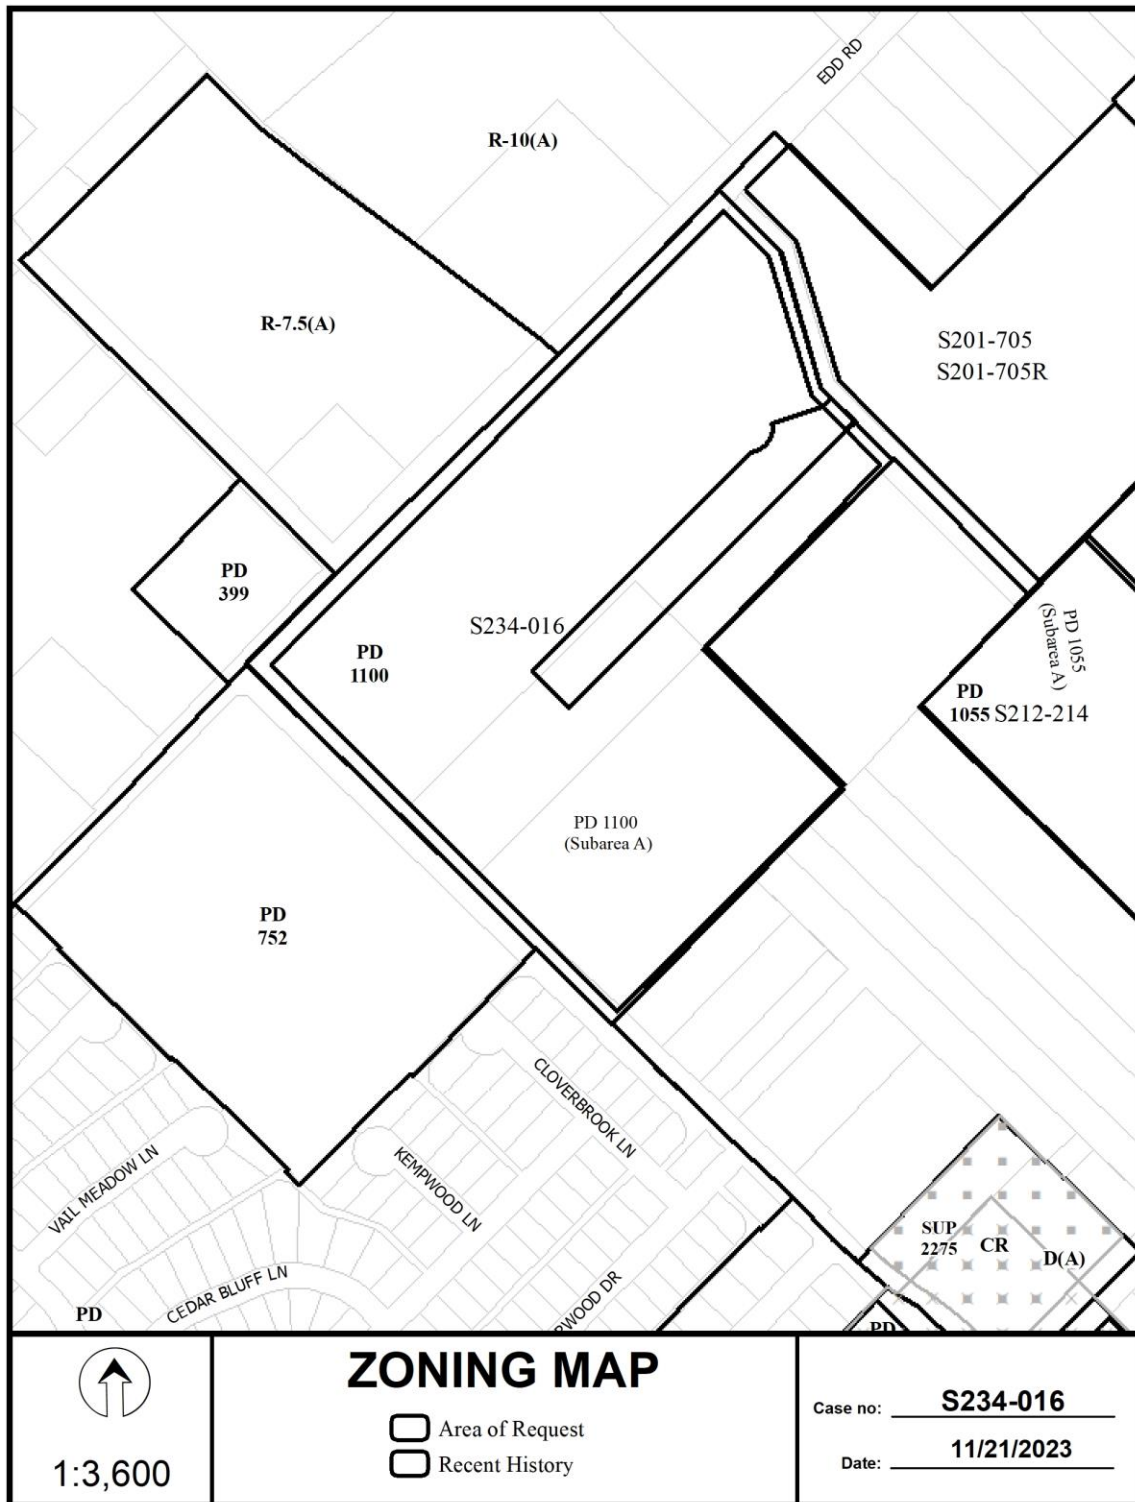 EDD RD
R-10(A)
R-7.5(A)
S201-705
S201-705R
PD
399
S234-016
PD
1100
PD 1055
(Subarea A)
PD
1055 S212-214
PD 1100
(Subarea A)
PD
752
CLOVERBROOK LN
KEMPWOOD LN
VAIL MEADOW LN
CEDAR BLUFF LN
RWOOD DR
SUP
2275
CR
D(A)
PD
PD
1:3,600
ZONING MAP
Area of Request
Recent History
Case no: S234-016
Date: 11/21/2023